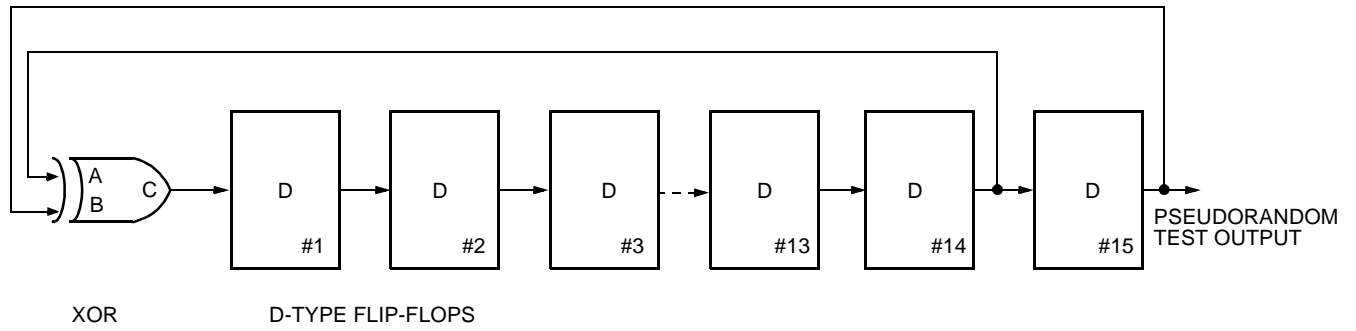 A
B
C
D
#1
D
#2
D
#3
D
#13
D
#14
D
#15
PSEUDORANDOM
TEST OUTPUT
XOR
D-TYPE FLIP-FLOPS